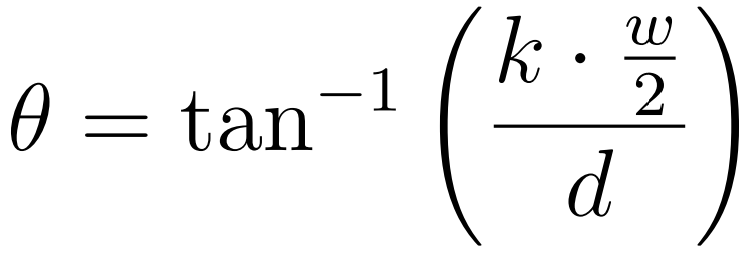 θ = tan⁻¹ (k · w/2 / d)